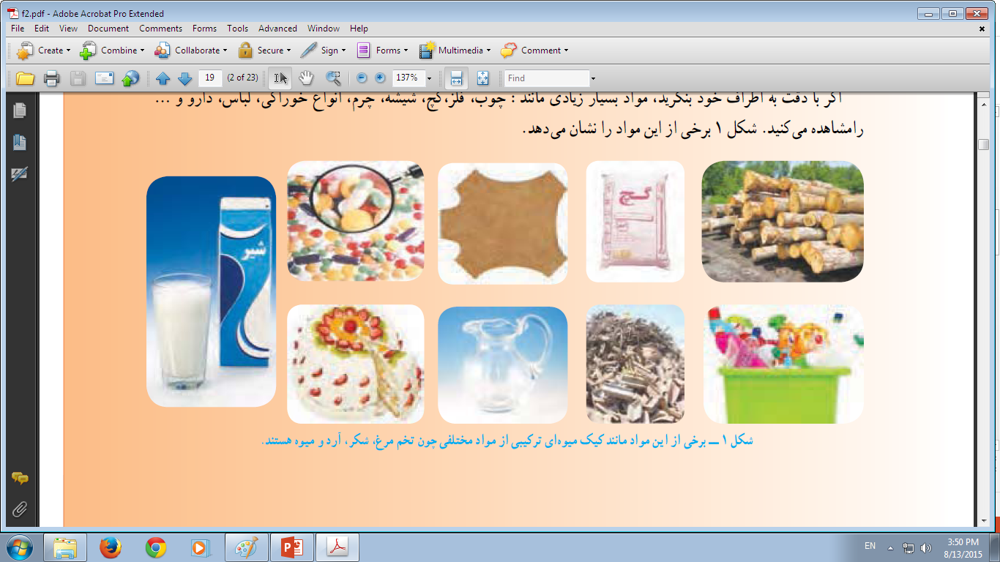 f2.pdf - Adobe Acrobat Pro Extended
File Edit View Document Comments Forms Tools Advanced Window Help
Create Combine Collaborate Secure Sign Forms Multimedia Comment
19 (2 of 23) 137% Find
اگر با دقت به اطراف خود بنگرید، مواد بسیار زیادی مانند : چوب، فلز،گچ، شیشه، چرم، انواع خوراکی، لباس، دارو و ...
رامشاهده می‌کنید. شکل ۱ برخی از این مواد را نشان می‌دهد.
گچ
شیر
شکل ۱ ــ برخی از این مواد مانند کیک میوه‌ای ترکیبی از مواد مختلفی چون تخم مرغ، شکر، آرد و میوه هستند.
EN
3:50 PM
8/13/2015